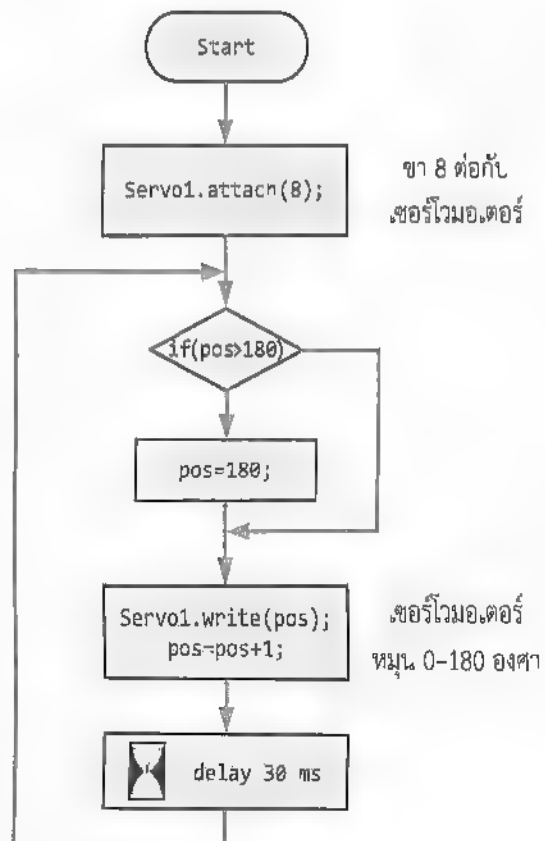 Start
Servo1.attach(8);
ขา 8 ต่อกับ
เซอร์โวมอเตอร์
if(pos>180)
pos=180;
Servo1.write(pos);
pos=pos+1;
เซอร์โวมอเตอร์
หมุน 0-180 องศา
delay 30 ms